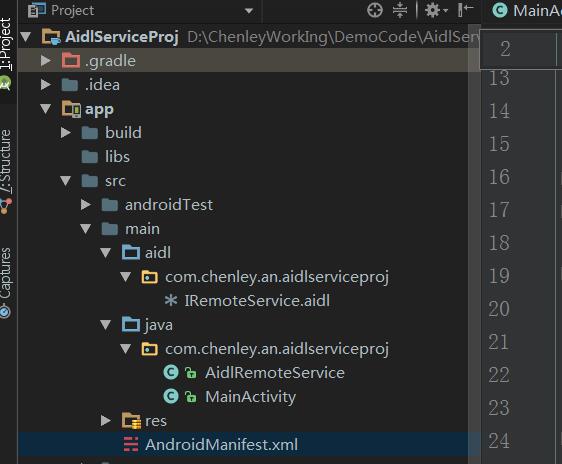 Project
MainAc
AidlServiceProj D:\ChenleyWorkIng\DemoCode\AidlSer
.gradle
.idea
app
build
libs
src
androidTest
main
aidl
com.chenley.an.aidlserviceproj
IRemoteService.aidl
java
com.chenley.an.aidlserviceproj
AidlRemoteService
MainActivity
res
AndroidManifest.xml
1: Project
7: Structure
Captures
2
13
14
15
16
17
18
19
20
21
22
23
24